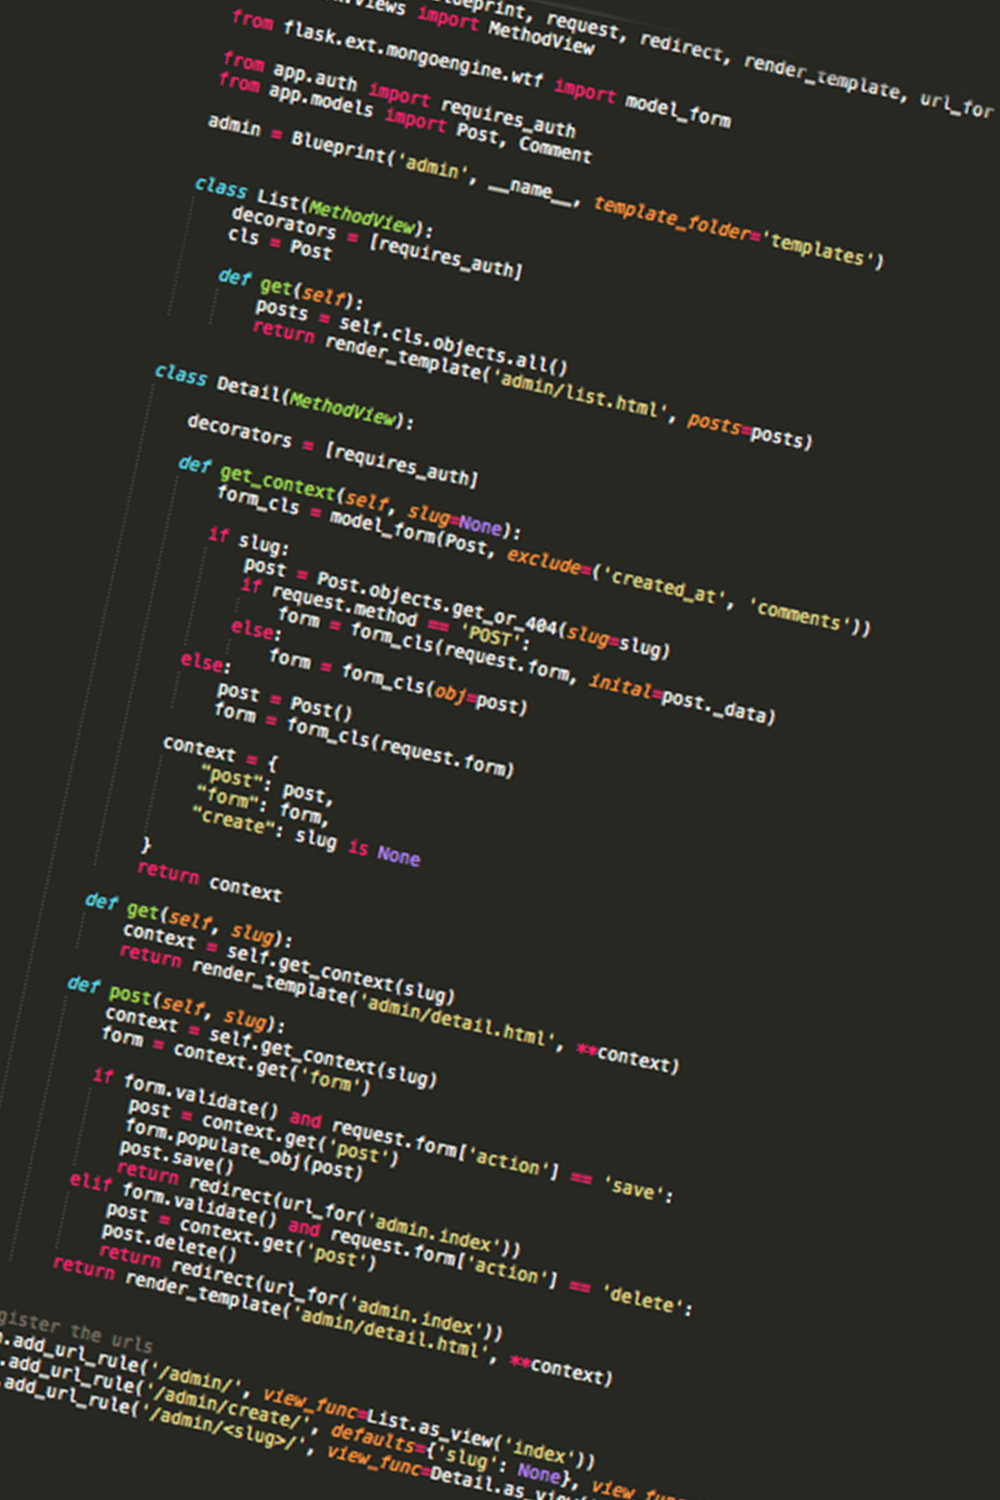 import Blueprint, request, redirect, render_template, url_for
.views import MethodView
from flask.ext.mongoengine.wtf import model_form
from app.auth import requires_auth
from app.models import Post, Comment
admin = Blueprint('admin', __name__, template_folder='templates')
class List(MethodView):
decorators = [requires_auth]
cls = Post
def get(self):
posts = self.cls.objects.all()
return render_template('admin/list.html', posts=posts)
class Detail(MethodView):
decorators = [requires_auth]
def get_context(self, slug=None):
form_cls = model_form(Post, exclude=('created_at', 'comments'))
if slug:
post = Post.objects.get_or_404(slug=slug)
if request.method == 'POST':
form = form_cls(request.form, inital=post._data)
else:
form = form_cls(obj=post)
else:
post = Post()
form = form_cls(request.form)
context = {
"post": post,
"form": form,
"create": slug is None
}
return context
def get(self, slug):
context = self.get_context(slug)
return render_template('admin/detail.html', **context)
def post(self, slug):
context = self.get_context(slug)
form = context.get('form')
if form.validate() and request.form['action'] == 'save':
post = context.get('post')
form.populate_obj(post)
post.save()
return redirect(url_for('admin.index'))
elif form.validate() and request.form['action'] == 'delete':
post = context.get('post')
post.delete()
return redirect(url_for('admin.index'))
return render_template('admin/detail.html', **context)
gister the urls
.add_url_rule('/admin/', view_func=List.as_view('index'))
.add_url_rule('/admin/create/', defaults={'slug': None}, view_func
.add_url_rule('/admin/<slug>/', view_func=Detail.as_view(